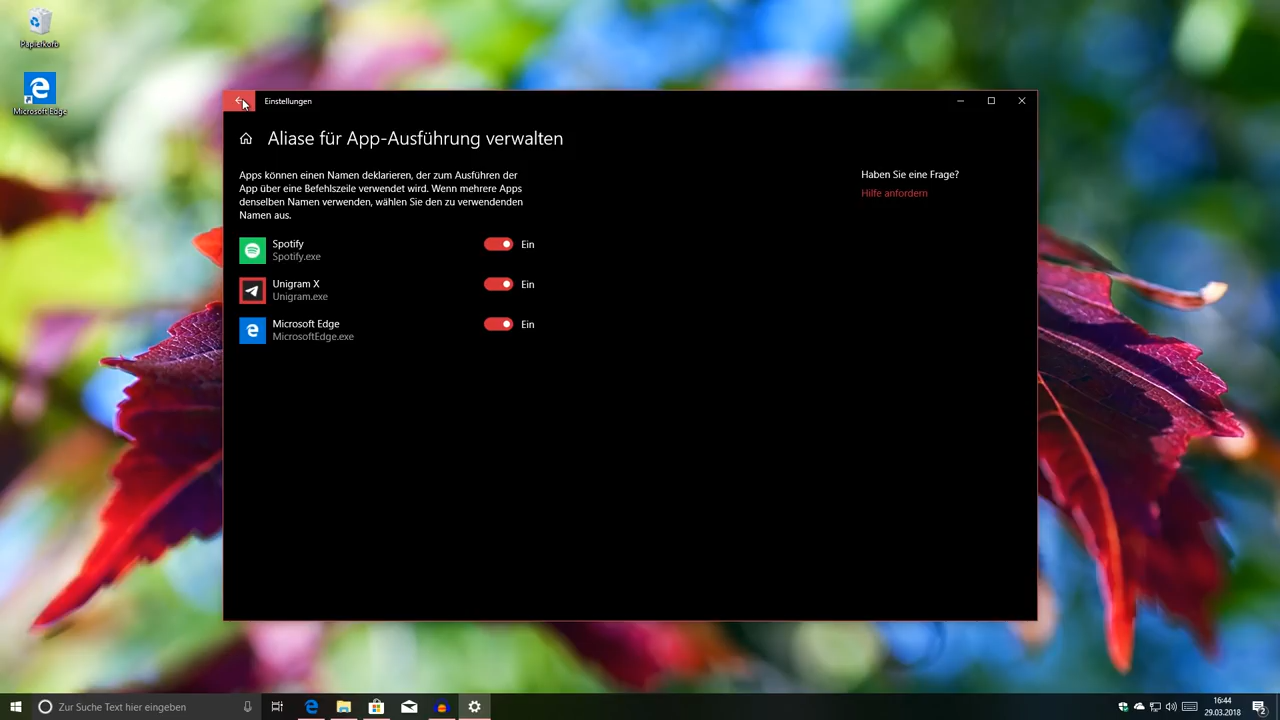 Papierkorb
Microsoft Edge
Einstellungen
Aliase für App-Ausführung verwalten
Apps können einen Namen deklarieren, der zum Ausführen der
App über eine Befehlszeile verwendet wird. Wenn mehrere Apps
denselben Namen verwenden, wählen Sie den zu verwendenden
Namen aus.
Spotify
Spotify.exe
Ein
Unigram X
Unigram.exe
Ein
Microsoft Edge
MicrosoftEdge.exe
Ein
Haben Sie eine Frage?
Hilfe anfordern
Zur Suche Text hier eingeben
16:44
29.03.2018
2